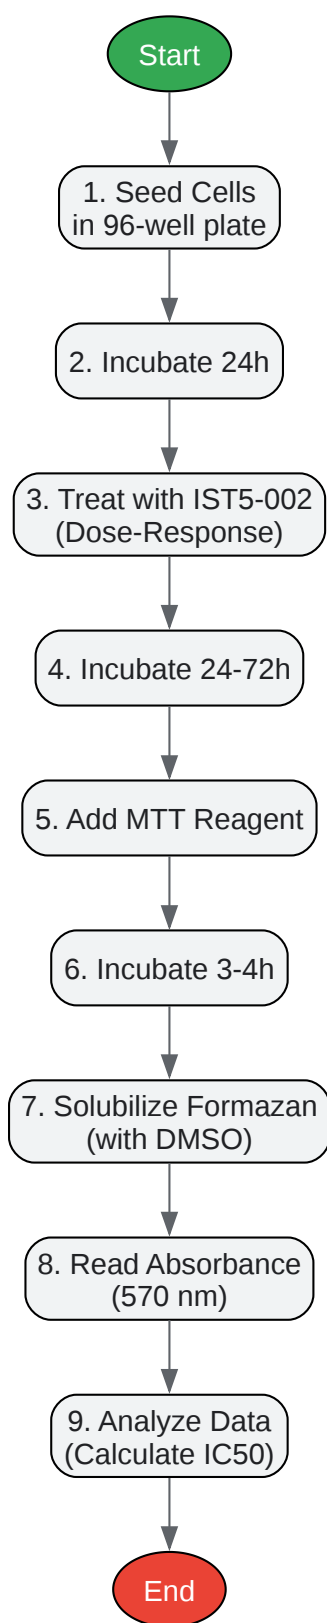 Start
1. Seed Cells
in 96-well plate
2. Incubate 24h
3. Treat with IST5-002
(Dose-Response)
4. Incubate 24-72h
5. Add MTT Reagent
6. Incubate 3-4h
7. Solubilize Formazan
(with DMSO)
8. Read Absorbance
(570 nm)
9. Analyze Data
(Calculate IC50)
End